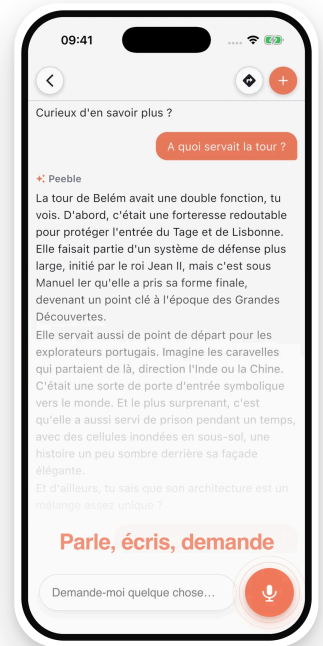 09:41
Curieux d'en savoir plus ?
A quoi servait la tour ?
Peeble
La tour de Belém avait une double fonction, tu
vois. D'abord, c'était une forteresse redoutable
pour protéger l'entrée du Tage et de Lisbonne.
Elle faisait partie d'un système de défense plus
large, initié par le roi Jean II, mais c'est sous
Manuel Ier qu'elle a pris sa forme finale,
devenant un point clé à l'époque des Grandes
Découvertes.
Elle servait aussi de point de départ pour les
explorateurs portugais. Imagine les caravelles
qui partaient de là, direction l'Inde ou la Chine.
C'était une sorte de porte d'entrée symbolique
vers le monde. Et le plus surprenant, c'est
qu'elle a aussi servi de prison pendant un temps,
avec des cellules inondées en sous-sol, une
histoire un peu sombre derrière sa façade
élégante.
Et d'ailleurs, tu sais que son architecture est un
mélange assez unique ?
Parle, écris, demande
Demande-moi quelque chose...